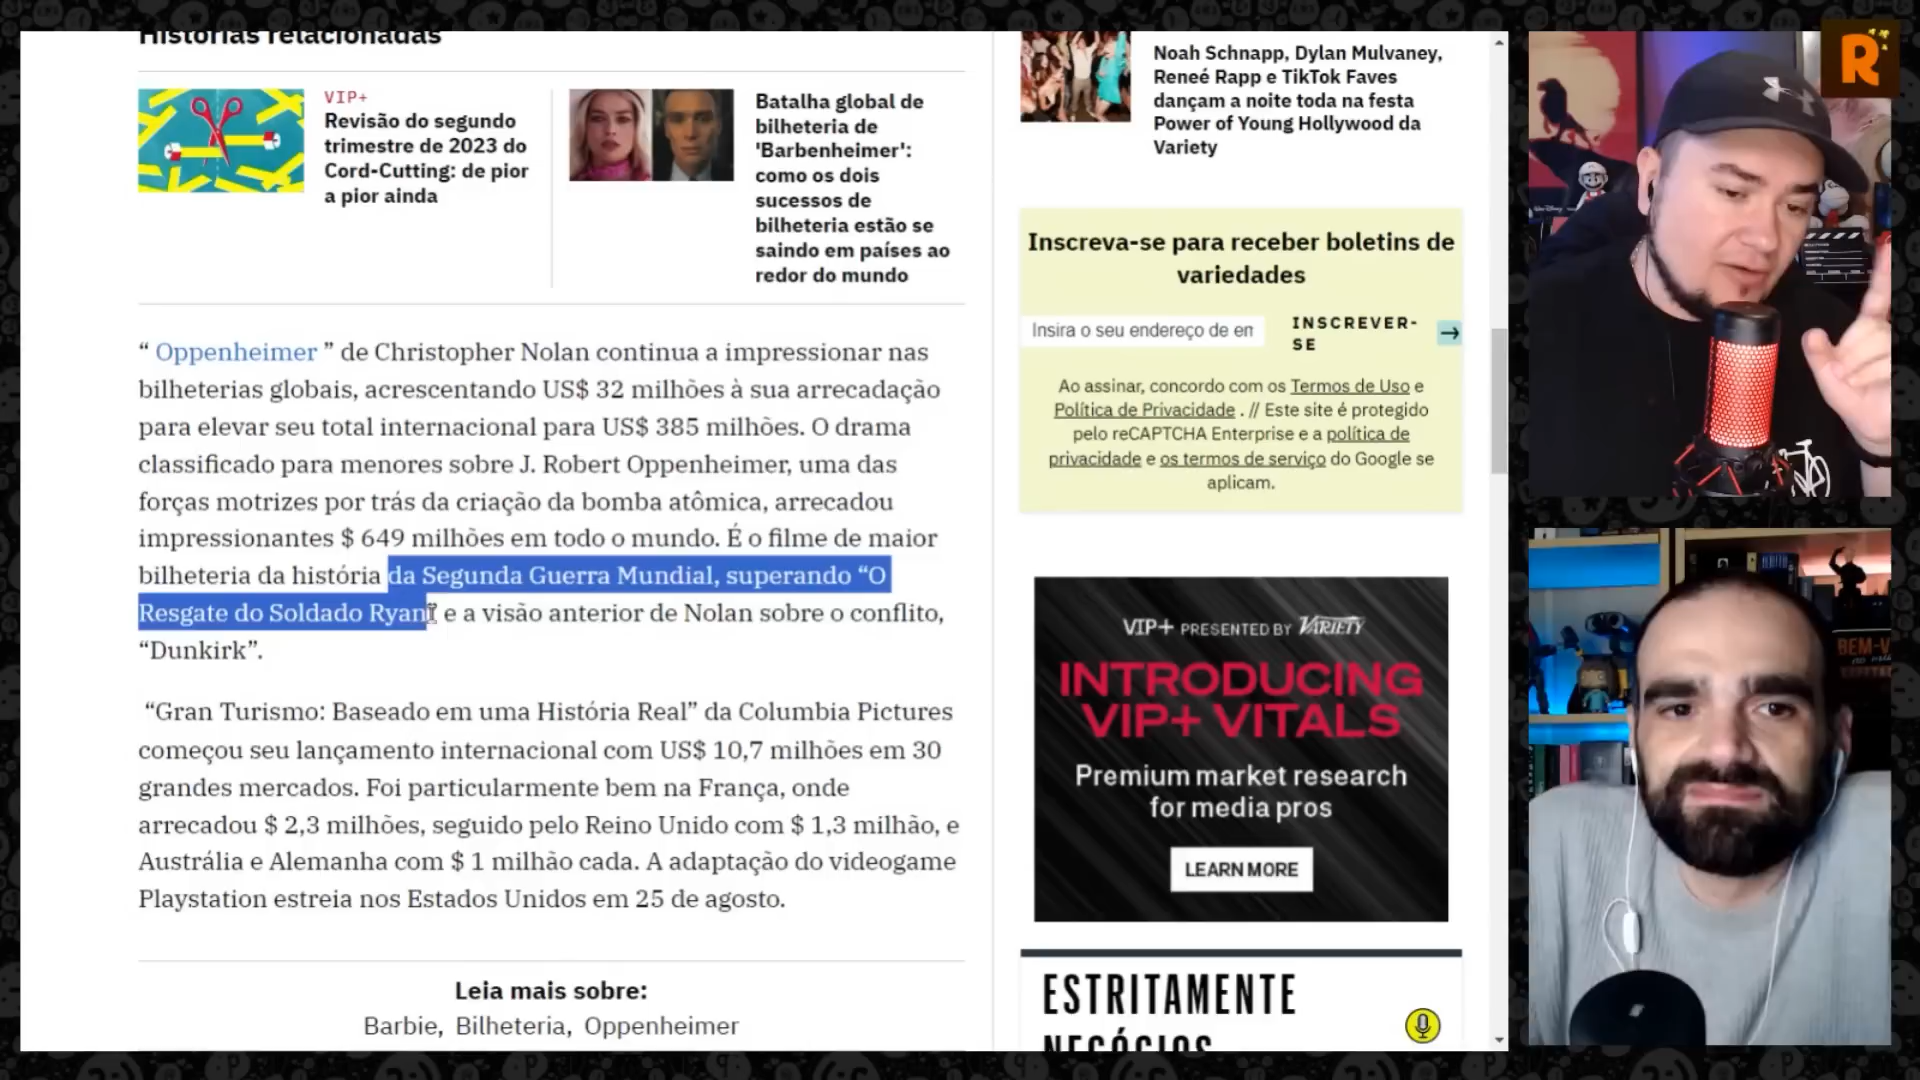 Histórias relacionadas
VIP+
Revisão do segundo
trimestre de 2023 do
Cord-Cutting: de pior
a pior ainda
Batalha global de
bilheteria de
'Barbenheimer':
como os dois
sucessos de
bilheteria estão se
saindo em países ao
redor do mundo
“ Oppenheimer ” de Christopher Nolan continua a impressionar nas
bilheterias globais, acrescentando US$ 32 milhões à sua arrecadação
para elevar seu total internacional para US$ 385 milhões. O drama
classificado para menores sobre J. Robert Oppenheimer, uma das
forças motrizes por trás da criação da bomba atômica, arrecadou
impressionantes $ 649 milhões em todo o mundo. É o filme de maior
bilheteria da história da Segunda Guerra Mundial, superando “O
Resgate do Soldado Ryan” e a visão anterior de Nolan sobre o conflito,
“Dunkirk”.
“Gran Turismo: Baseado em uma História Real” da Columbia Pictures
começou seu lançamento internacional com US$ 10,7 milhões em 30
grandes mercados. Foi particularmente bem na França, onde
arrecadou $ 2,3 milhões, seguido pelo Reino Unido com $ 1,3 milhão, e
Austrália e Alemanha com $ 1 milhão cada. A adaptação do videogame
Playstation estreia nos Estados Unidos em 25 de agosto.
Leia mais sobre:
Barbie, Bilheteria, Oppenheimer
Noah Schnapp, Dylan Mulvaney,
Reneé Rapp e TikTok Faves
dançam a noite toda na festa
Power of Young Hollywood da
Variety
Inscreva-se para receber boletins de
variedades
Insira o seu endereço de en
INSCREVER-
SE
Ao assinar, concordo com os Termos de Uso e
Política de Privacidade . // Este site é protegido
pelo reCAPTCHA Enterprise e a política de
privacidade e os termos de serviço do Google se
aplicam.
VIP+ PRESENTED BY VARIETY
INTRODUCING
VIP+ VITALS
Premium market research
for media pros
LEARN MORE
ESTRITAMENTE
NEGÓCIOS
R
Walt Disney
BEM-V